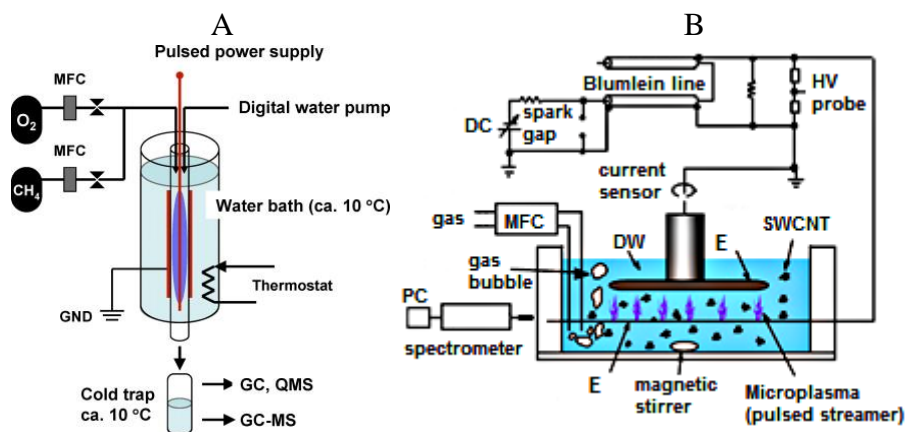 A
Pulsed power supply
MFC
O2
Digital water pump
MFC
CH4
Water bath (ca. 10 °C)
Thermostat
GND
Cold trap
ca. 10 °C
GC, QMS
GC-MS
B
Blumlein line
HV
probe
DC
spark
gap
current
sensor
gas
MFC
DW
E
SWCNT
gas
bubble
PC
spectrometer
E
magnetic
stirrer
Microplasma
(pulsed streamer)